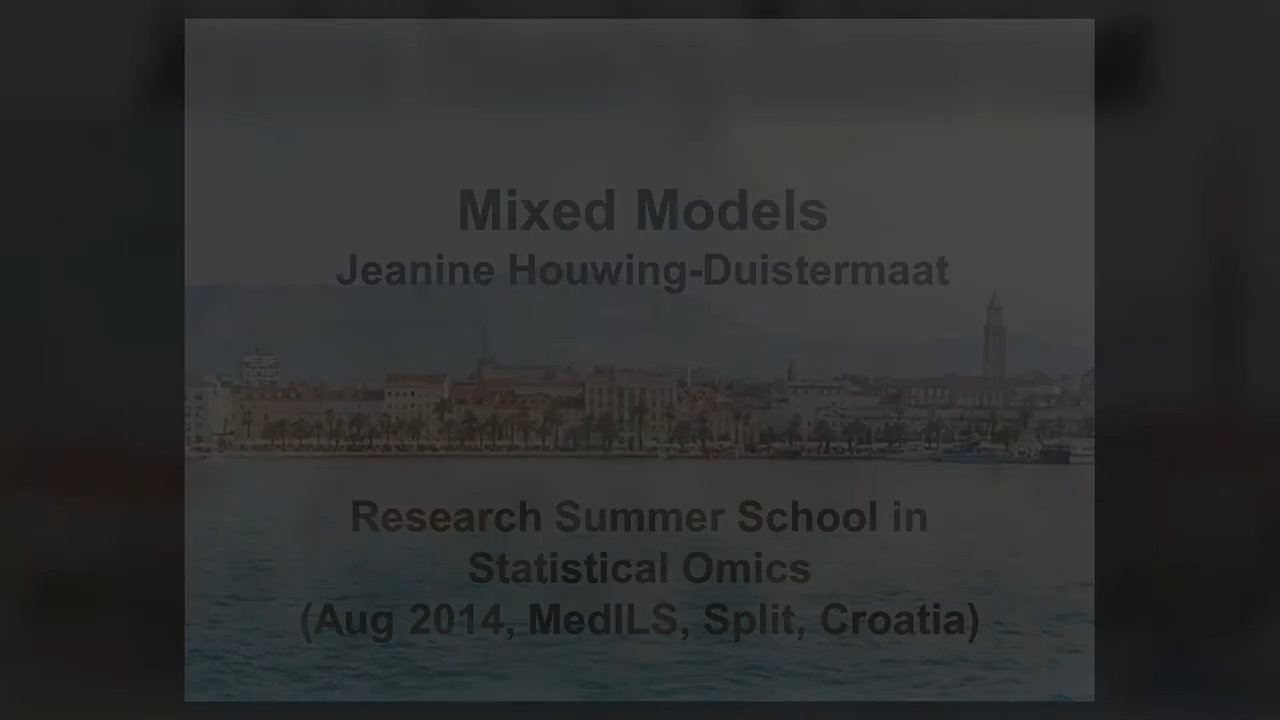 Mixed Models
Jeanine Houwing-Duistermaat
Research Summer School in
Statistical Omics
(Aug 2014, MedILS, Split, Croatia)